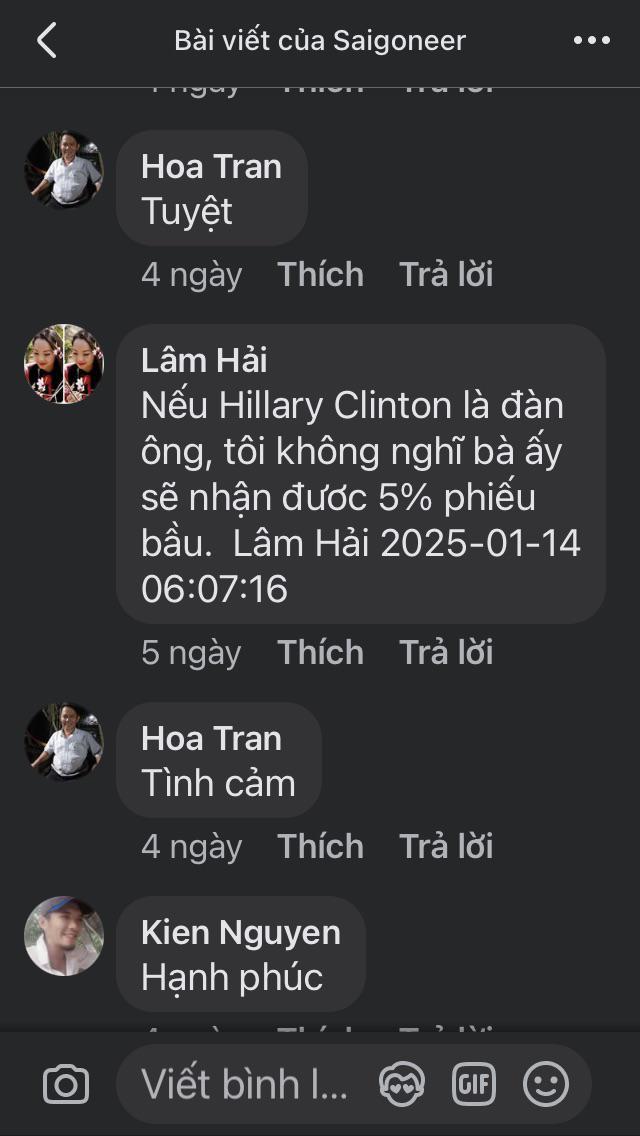 Bài viết của Saigoneer
Hoa Tran
Tuyệt
4 ngày Thích Trả lời
Lâm Hải
Nếu Hillary Clinton là đàn
ông, tôi không nghĩ bà ấy
sẽ nhận đươc 5% phiếu
bầu. Lâm Hải 2025-01-14
06:07:16
5 ngày Thích Trả lời
Hoa Tran
Tình cảm
4 ngày Thích Trả lời
Kien Nguyen
Hạnh phúc
Viết bình l...
GIF